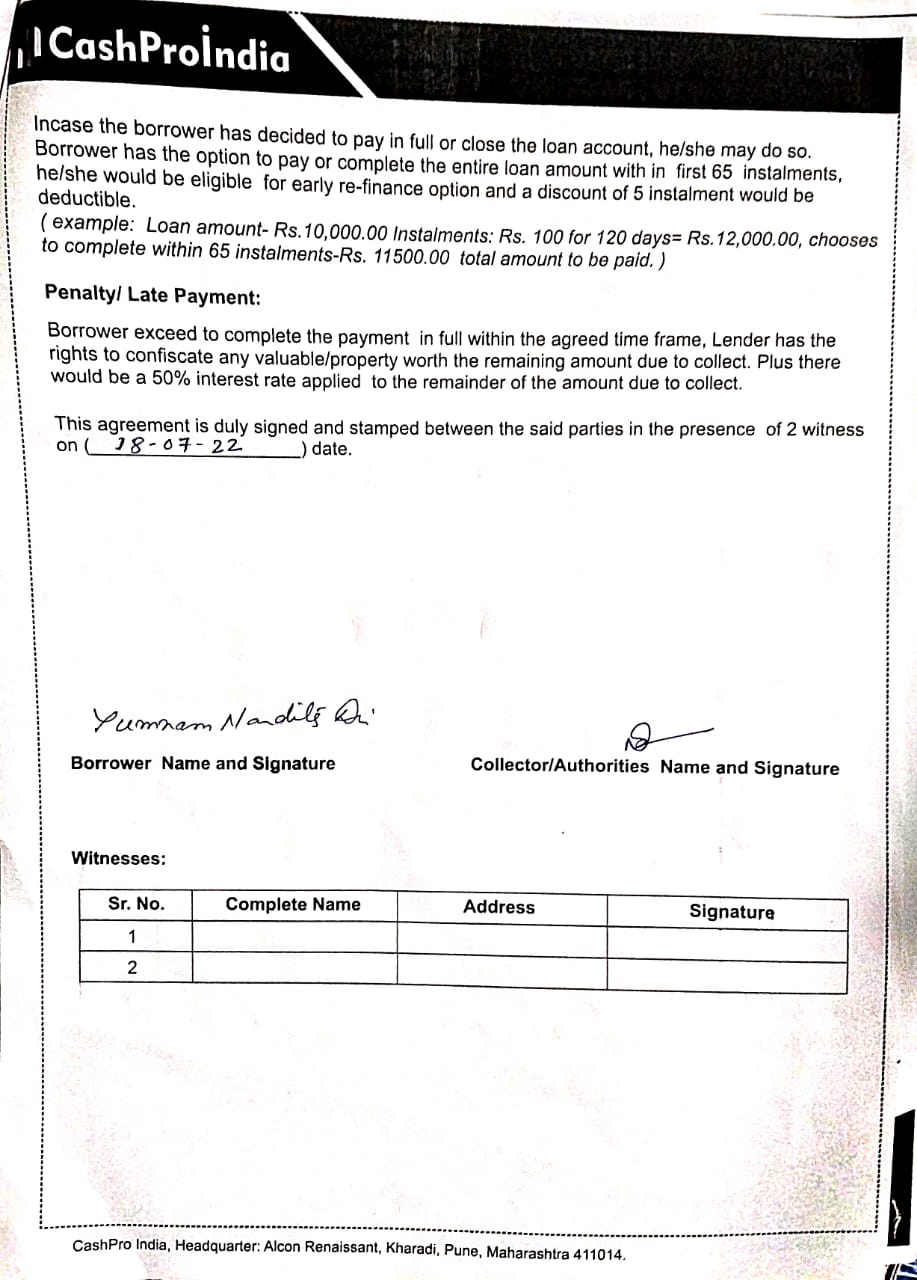 CashProIndia
Incase the borrower has decided to pay in full or close the loan account, he/she may do so.
Borrower has the option to pay or complete the entire loan amount with in first 65 instalments,
he/she would be eligible for early re-finance option and a discount of 5 instalment would be
deductible.
( example: Loan amount- Rs.10,000.00 Instalments: Rs. 100 for 120 days= Rs.12,000.00, chooses
to complete within 65 instalments-Rs. 11500.00 total amount to be paid. )
Penalty/ Late Payment:
Borrower exceed to complete the payment in full within the agreed time frame, Lender has the
rights to confiscate any valuable/property worth the remaining amount due to collect. Plus there
would be a 50% interest rate applied to the remainder of the amount due to collect.
This agreement is duly signed and stamped between the said parties in the presence of 2 witness
on ( 18-07-22 ) date.
Yumnam
Borrower Name and Signature
Collector/Authorities Name and Signature
Witnesses:
Sr. No. Complete Name Address Signature
1
2
CashPro India, Headquarter: Alcon Renaissant, Kharadi, Pune, Maharashtra 411014.